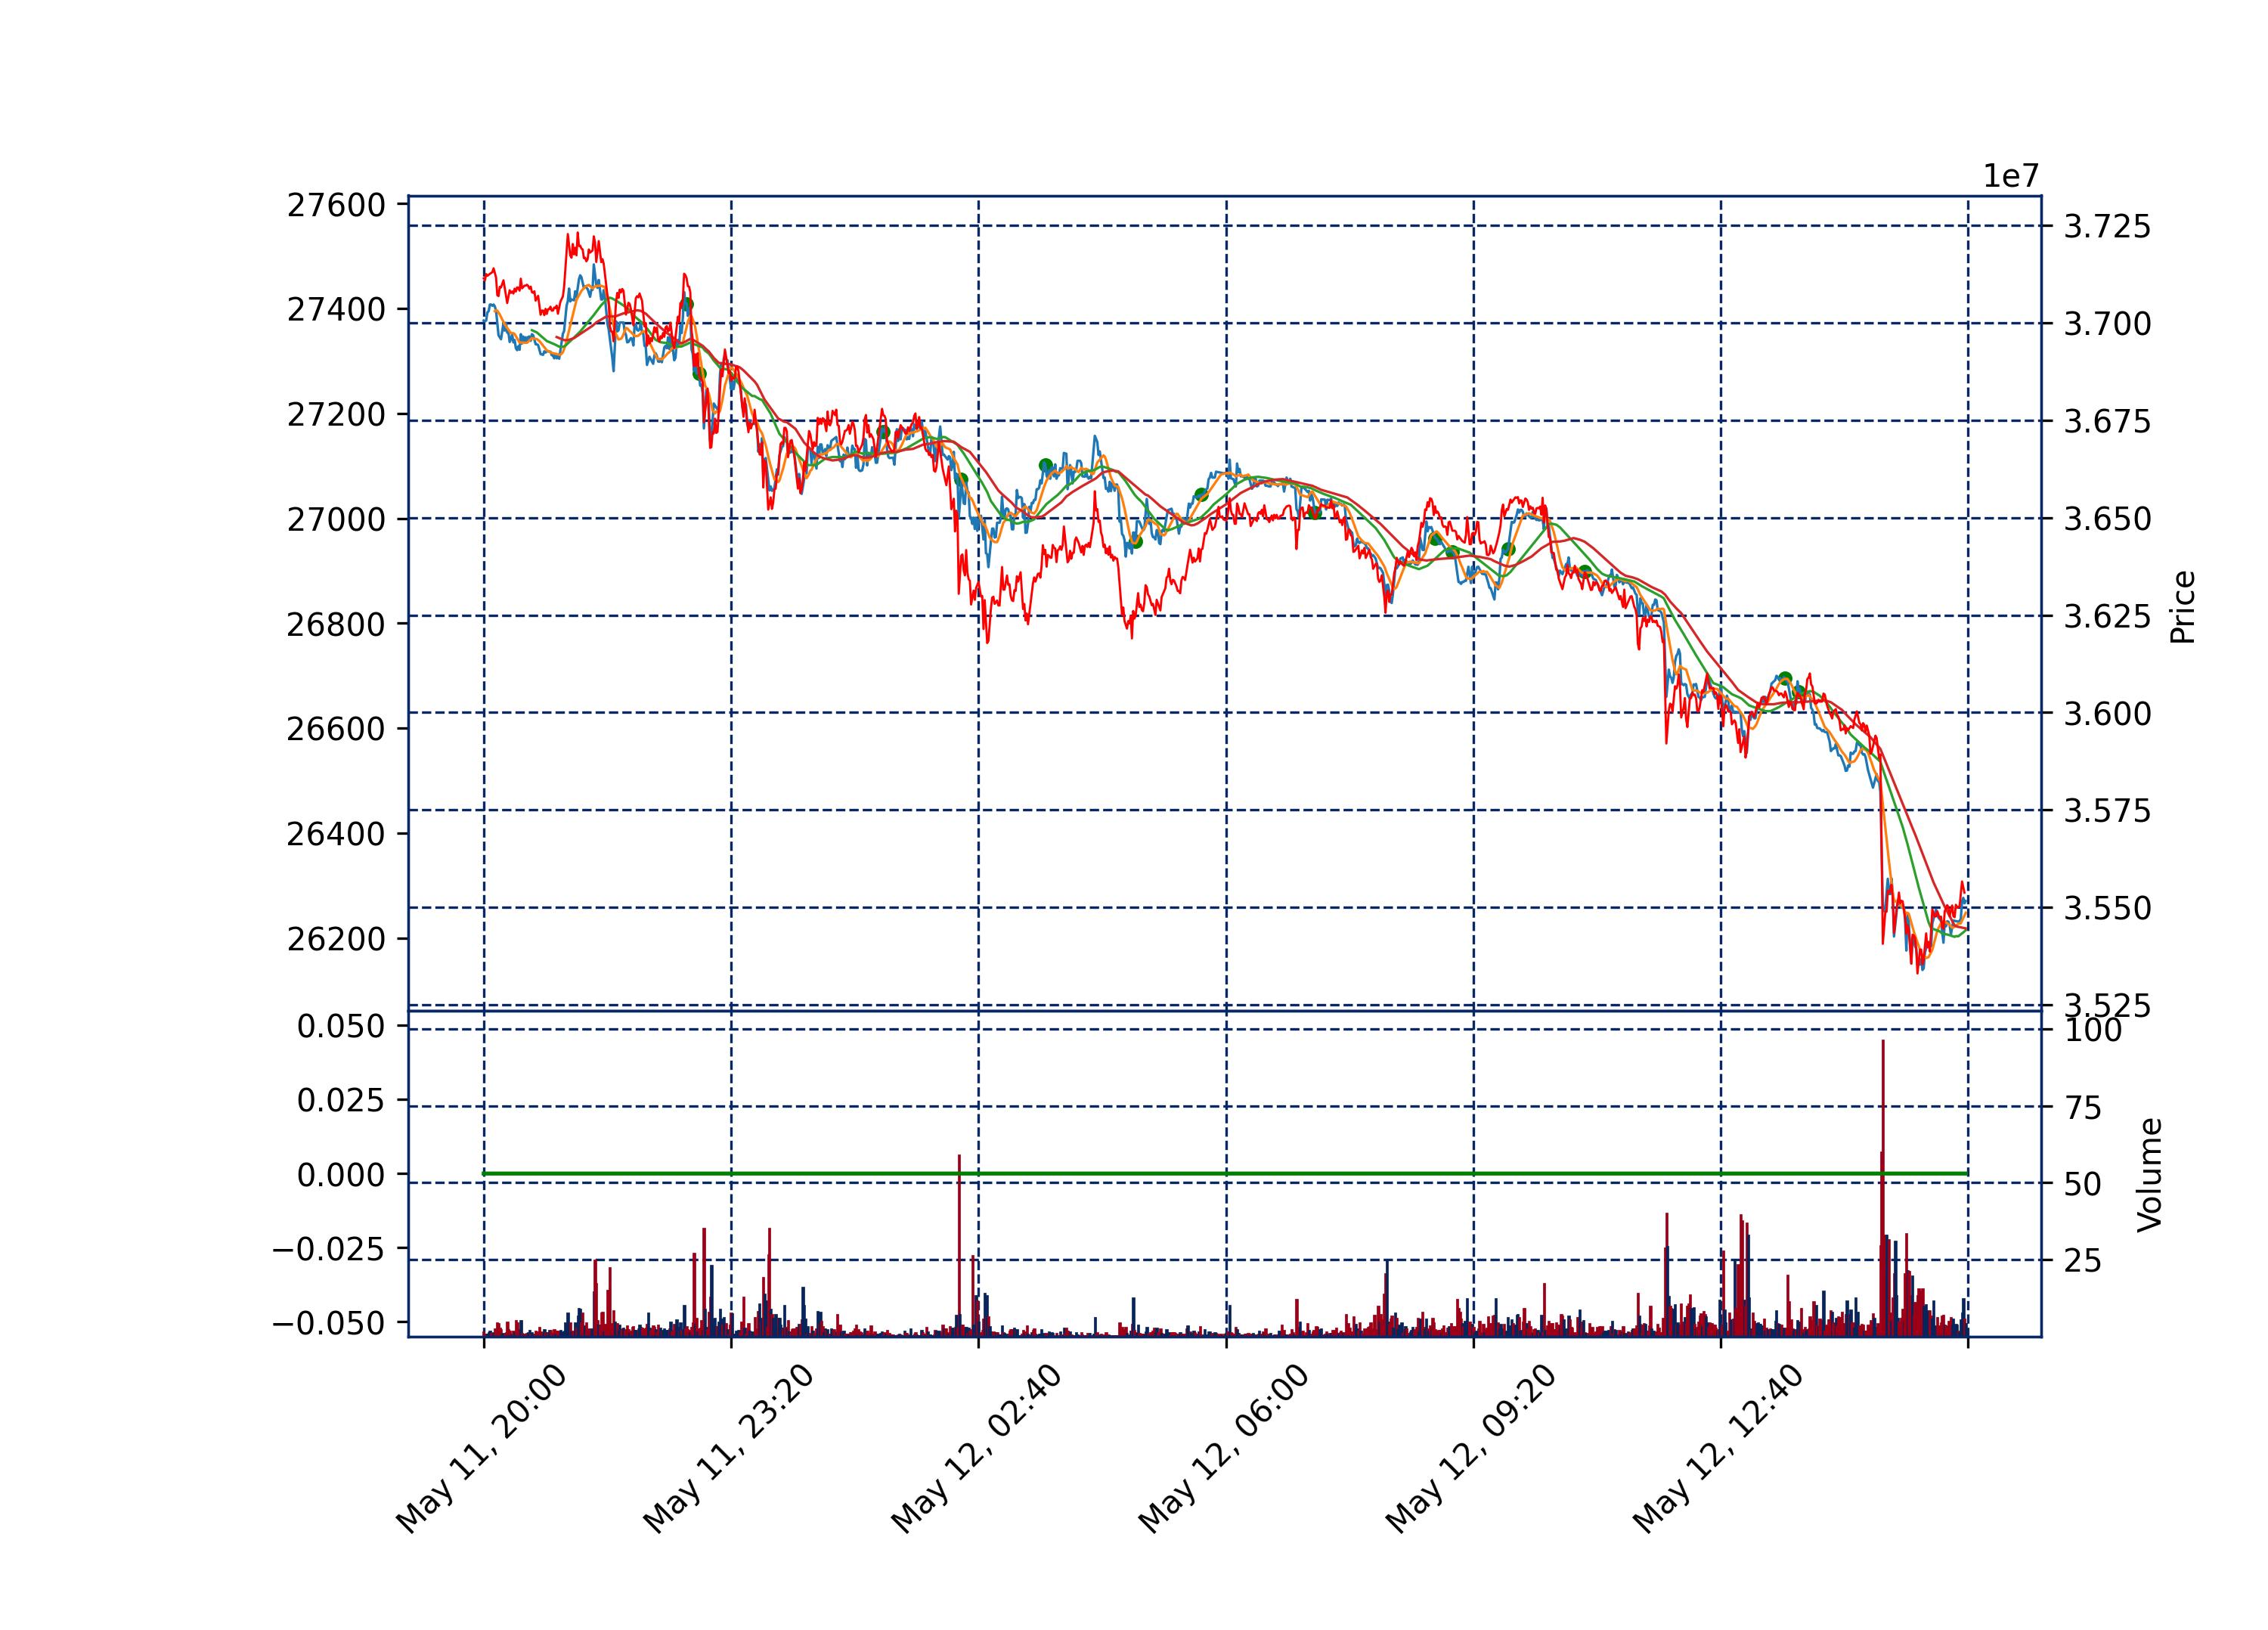 1e7
27600
27400
27200
27000
26800
26600
26400
26200
3.725
3.700
3.675
3.650
3.625
3.600
3.575
3.550
3.525
Price
0.050
0.025
0.000
−0.025
−0.050
100
75
50
25
Volume
May 11, 20:00
May 11, 23:20
May 12, 02:40
May 12, 06:00
May 12, 09:20
May 12, 12:40